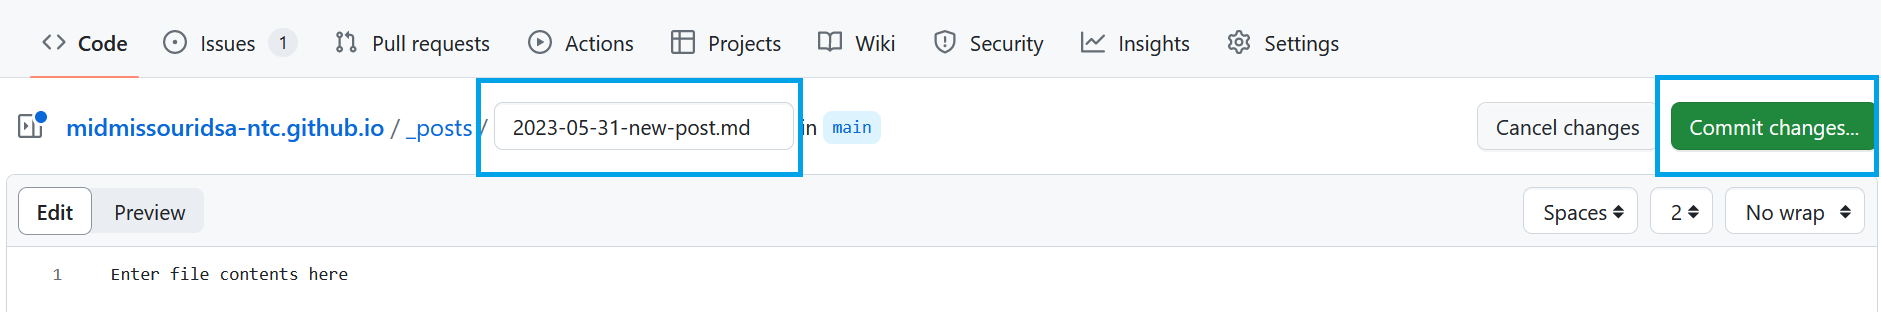 Code Issues 1 Pull requests Actions Projects Wiki Security Insights Settings
midmissouridsa-ntc.github.io / _posts / 2023-05-31-new-post.md in main Cancel changes Commit changes...
Edit Preview Spaces 2 No wrap
1 Enter file contents here